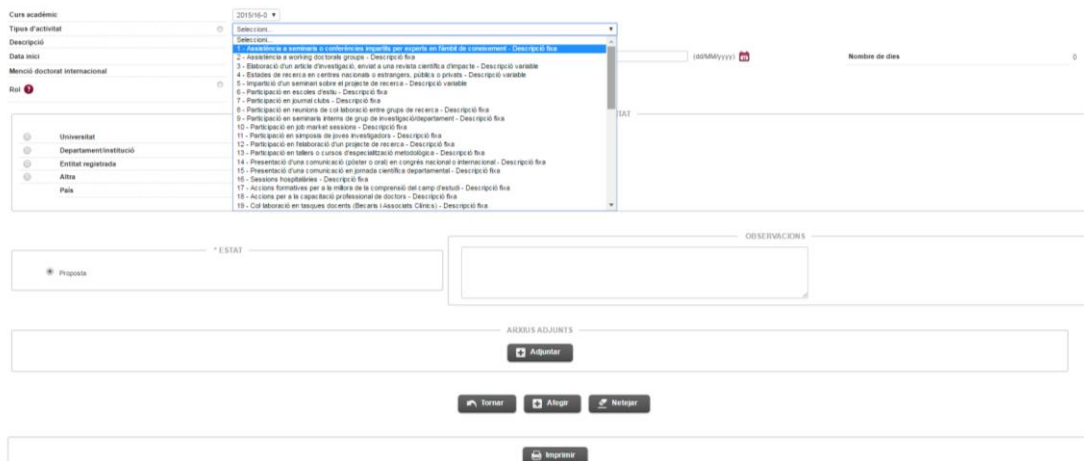 Curs acadèmic 2015/16-0
Tipus d'activitat Seleccioni...
Descripció Seleccioni...
1 - Assistència a seminaris o conferències impartits per experts en l'àmbit de coneixement - Descripció fixa
Data inici (dd/MM/yyyy) Nombre de dies 0
2 - Assistència a working doctorals groups - Descripció fixa
3 - Elaboració d'un article d'investigació, enviat a una revista científica d'impacte - Descripció variable
Menció doctorat internacional
4 - Estades de recerca en centres nacionals o estrangers, públics o privats - Descripció variable
5 - Impartició d'un seminari sobre el projecte de recerca - Descripció variable
Rol ?
6 - Participació en escoles d'estiu - Descripció fixa
7 - Participació en journal clubs - Descripció fixa
8 - Participació en reunions de col·laboració entre grups de recerca - Descripció fixa
9 - Participació en seminaris interns de grup de investigació/departament - Descripció fixa
TAT
10 - Participació en job market sessions - Descripció fixa
11 - Participació en simposis de joves investigadors - Descripció fixa
Universitat
12 - Participació en l'elaboració d'un projecte de recerca - Descripció fixa
13 - Participació en tallers o cursos d'especialització metodològica - Descripció fixa
Departament/institució
14 - Presentació d'una comunicació (pòster o oral) en congrés nacional o internacional - Descripció fixa
Entitat registrada
15 - Presentació d'una comunicació en jornada científica departamental - Descripció fixa
16 - Sessions hospitalàries - Descripció fixa
Altra
17 - Accions formatives per a la millora de la comprensió del camp d'estudi - Descripció fixa
País
18 - Accions per a la capacitació professional de doctors - Descripció fixa
19 - Col·laboració en tasques docents (Becaris i Associats Clínics) - Descripció fixa
OBSERVACIONS
* ESTAT
Proposta
ARXIUS ADJUNTS
Adjuntar
Tornar Afegir Netejar
Imprimir